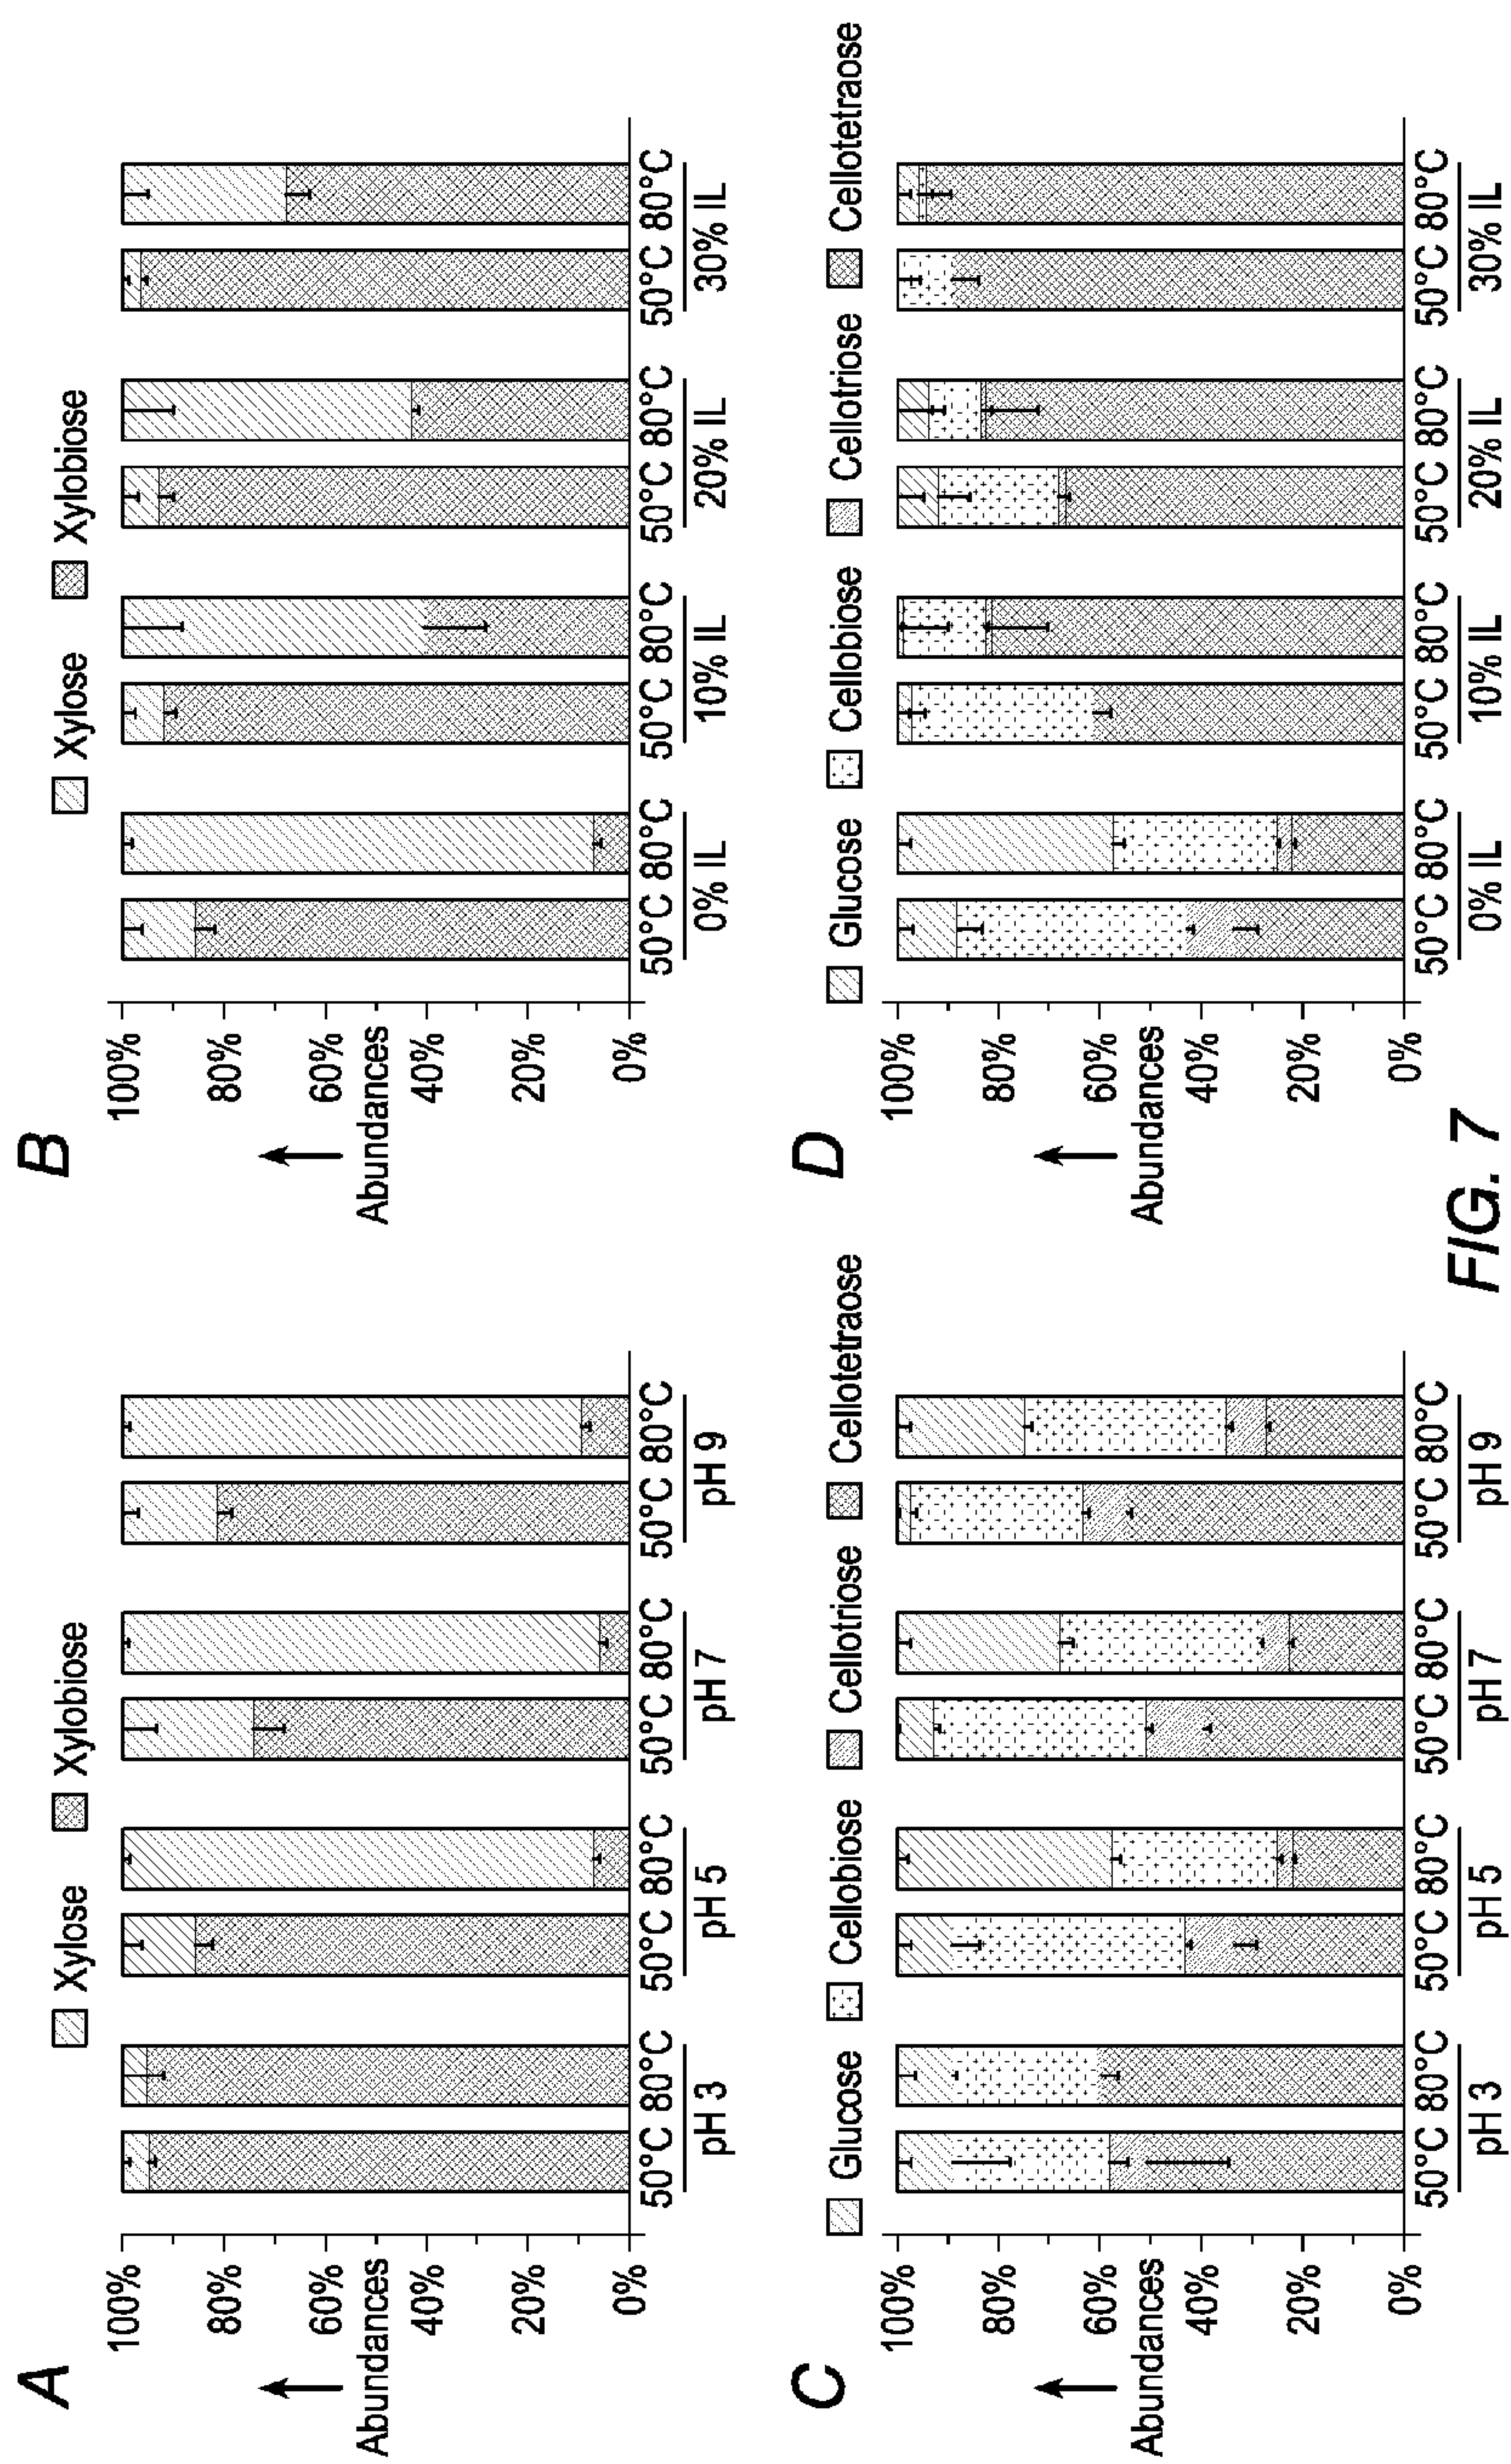 A
Xylose Xylobiose
Abundances
100%
80%
60%
40%
20%
0%
50°C 80°C 50°C 80°C 50°C 80°C 50°C 80°C
pH 3 pH 5 pH 7 pH 9
B
Xylose Xylobiose
Abundances
100%
80%
60%
40%
20%
0%
50°C 80°C 50°C 80°C 50°C 80°C 50°C 80°C
0% IL 10% IL 20% IL 30% IL
C
Glucose Cellobiose Cellotriose Cellotetraose
Abundances
100%
80%
60%
40%
20%
0%
50°C 80°C 50°C 80°C 50°C 80°C 50°C 80°C
pH 3 pH 5 pH 7 pH 9
D
Glucose Cellobiose Cellotriose Cellotetraose
Abundances
100%
80%
60%
40%
20%
0%
50°C 80°C 50°C 80°C 50°C 80°C 50°C 80°C
0% IL 10% IL 20% IL 30% IL
FIG. 7